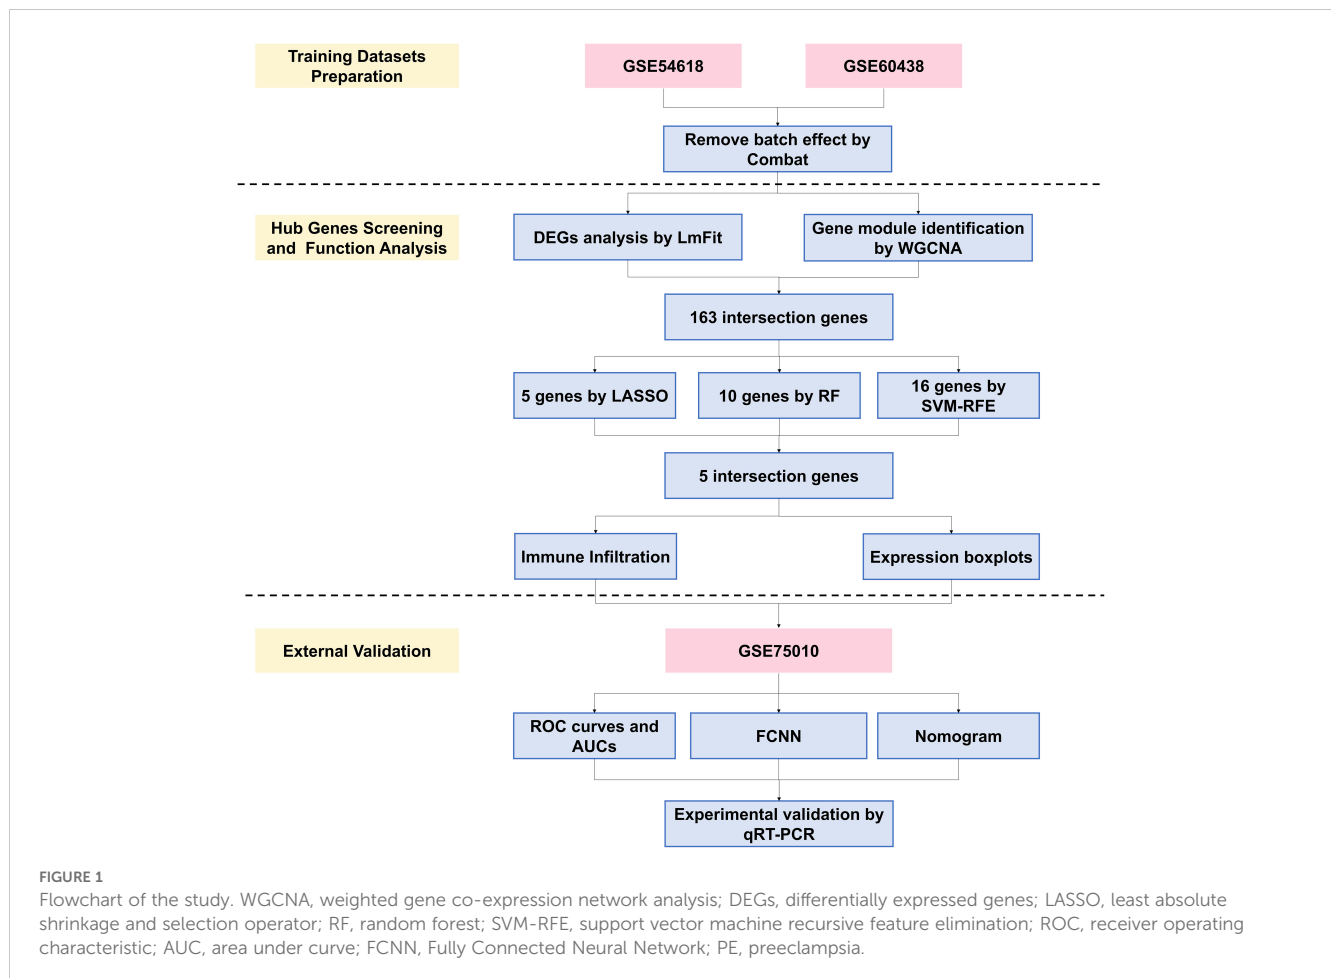 Training Datasets
Preparation
GSE54618
GSE60438
Remove batch effect by
Combat
Hub Genes Screening
and  Function Analysis
DEGs analysis by LmFit
Gene module identification
by WGCNA
163 intersection genes
5 genes by LASSO
10 genes by RF
16 genes by
SVM-RFE
5 intersection genes
Immune Infiltration
Expression boxplots
External Validation
GSE75010
ROC curves and
AUCs
FCNN
Nomogram
Experimental validation by
qRT-PCR
FIGURE 1
Flowchart of the study. WGCNA, weighted gene co-expression network analysis; DEGs, differentially expressed genes; LASSO, least absolute
shrinkage and selection operator; RF, random forest; SVM-RFE, support vector machine recursive feature elimination; ROC, receiver operating
characteristic; AUC, area under curve; FCNN, Fully Connected Neural Network; PE, preeclampsia.